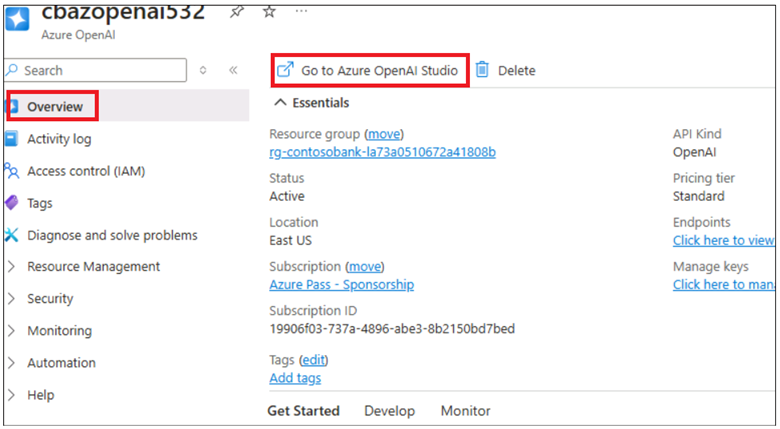 cbazopenai532
Azure OpenAI
Search
Go to Azure OpenAI Studio
Delete
Overview
Activity log
Access control (IAM)
Tags
Diagnose and solve problems
Resource Management
Security
Monitoring
Automation
Help
Essentials
Resource group (move)
rg-contosobank-la73a0510672a41808b
Status
Active
Location
East US
Subscription (move)
Azure Pass - Sponsorship
Subscription ID
19906f03-737a-4896-abe3-8b2150bd7bed
Tags (edit)
Add tags
API Kind
OpenAI
Pricing tier
Standard
Endpoints
Click here to view
Manage keys
Click here to man
Get Started Develop Monitor